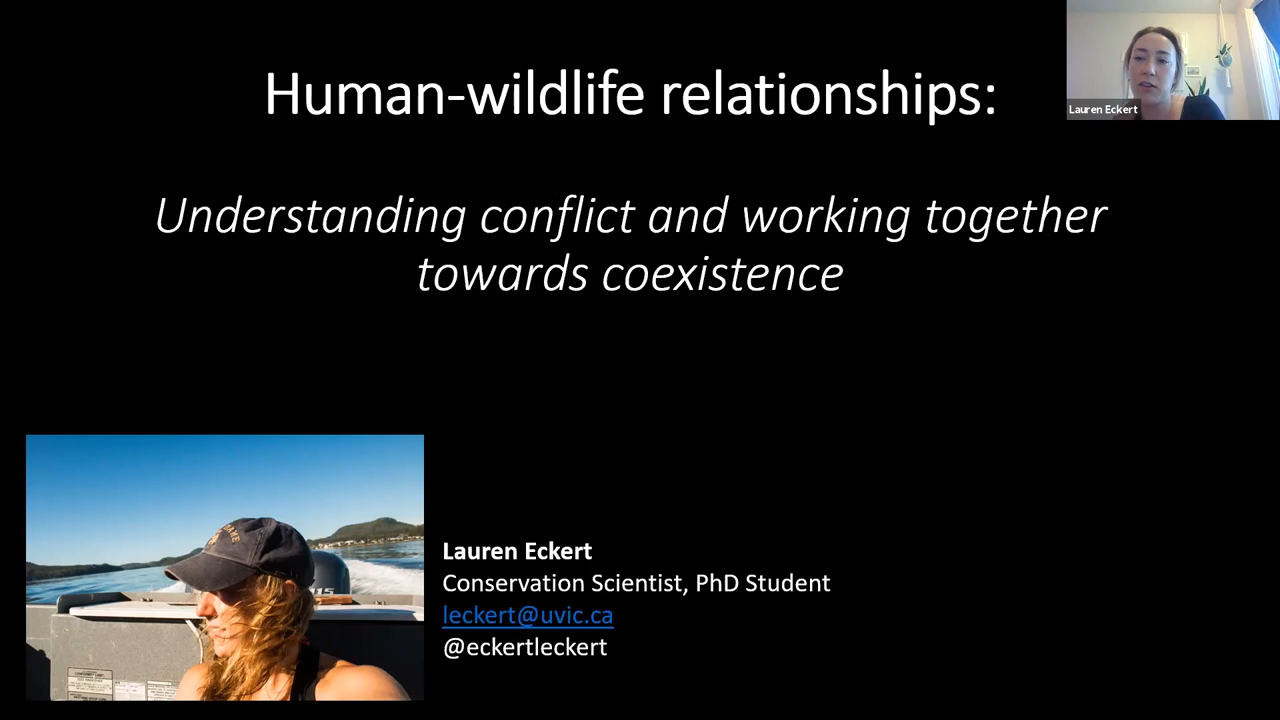 Human-wildlife relationships:
Lauren Eckert
Understanding conflict and working together
towards coexistence
115
Lauren Eckert
Conservation Scientist, PhD Student
leckert@uvic.ca
@eckertleckert